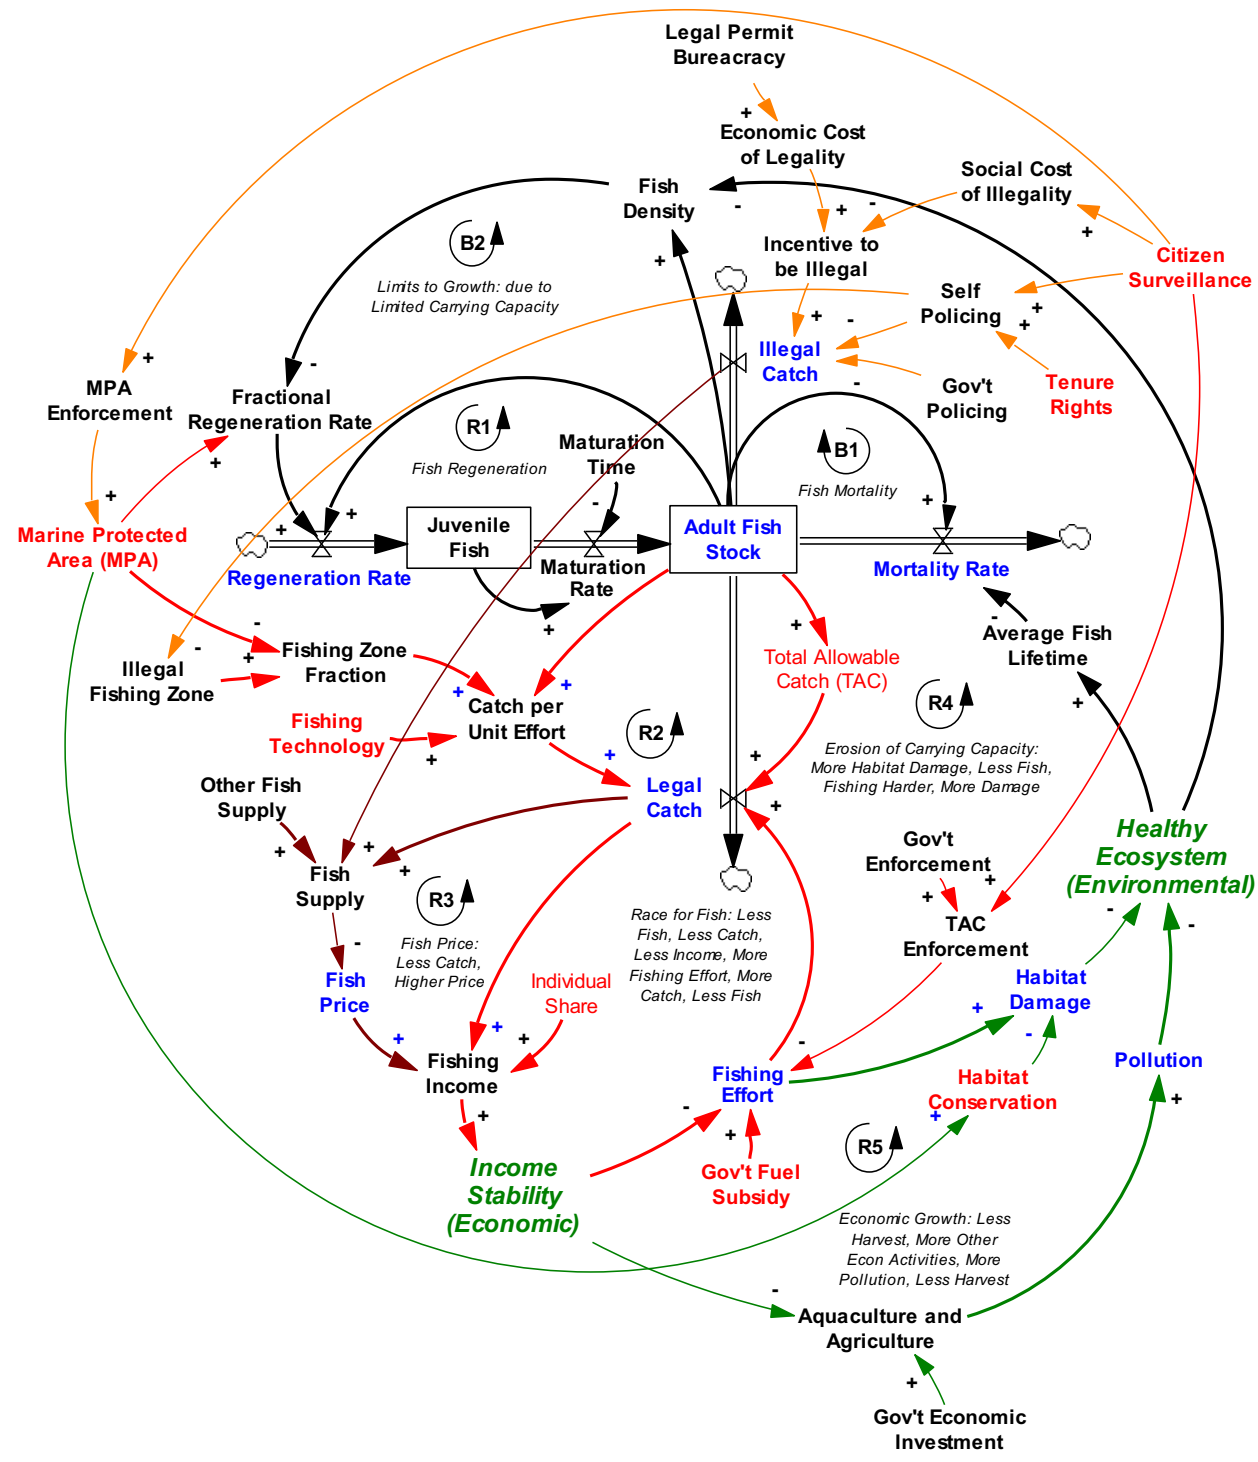 Legal Permit
Bureacracy
+
Economic Cost
of Legality
Social Cost
of Illegality
Fish
Density
-
+
-
+
Incentive to
be Illegal
Citizen
Surveillance
B2
Limits to Growth: due to
Limited Carrying Capacity
+
Self
Policing
+
+
+
-
Illegal
Catch
+
-
MPA
Enforcement
Fractional
Regeneration Rate
-
Gov't
Policing
Tenure
Rights
R1
Fish Regeneration
Maturation
Time
B1
Fish Mortality
+
+
-
+
Marine Protected
Area (MPA)
+
+
Juvenile
Fish
Adult Fish
Stock
Regeneration Rate
Maturation
Rate
Mortality Rate
+
-
+
-
Average Fish
Lifetime
-
+
Fishing Zone
Fraction
Illegal
Fishing Zone
Total Allowable
Catch (TAC)
+
+
Catch per
Unit Effort
R4
+
Fishing
Technology
+
R2
Erosion of Carrying Capacity:
More Habitat Damage, Less Fish,
Fishing Harder, More Damage
+
+
Other Fish
Supply
Legal
Catch
+
Healthy
Ecosystem
(Environmental)
Gov't
Enforcement
+
+
+
Fish
Supply
R3
+
+
Race for Fish: Less
Fish, Less Catch,
Less Income, More
Fishing Effort, More
Catch, Less Fish
TAC
Enforcement
-
-
-
Fish Price:
Less Catch,
Higher Price
Fish
Price
Individual
Share
Habitat
Damage
+
+
+
+
-
-
Fishing
Income
Fishing
Effort
Pollution
Habitat
Conservation
+
-
+
+
+
R5
Income
Stability
(Economic)
Gov't Fuel
Subsidy
Economic Growth: Less
Harvest, More Other
Econ Activities, More
Pollution, Less Harvest
-
Aquaculture and
Agriculture
+
Gov't Economic
Investment